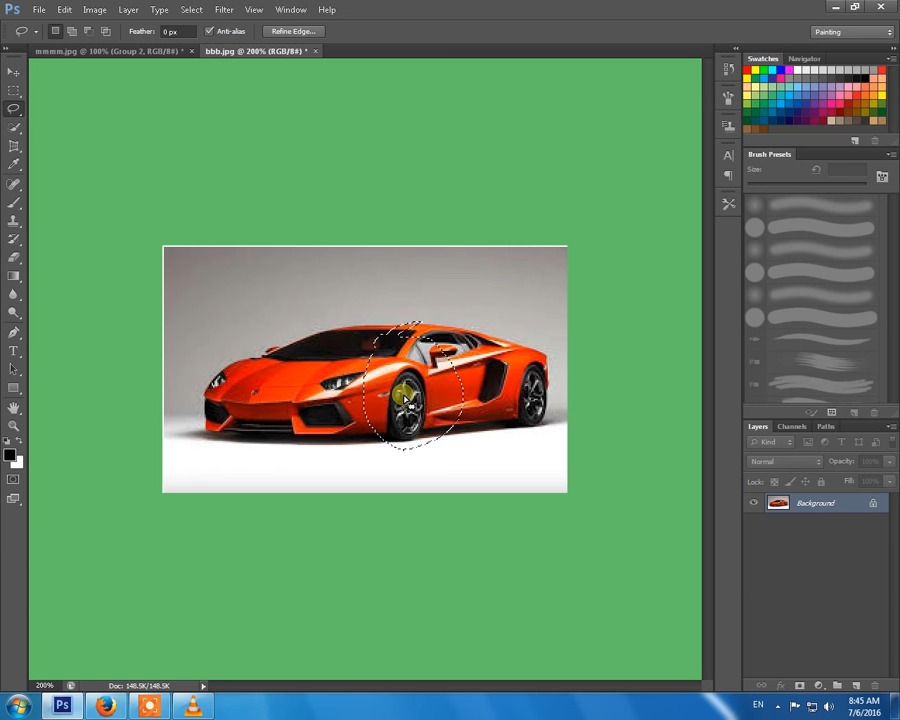 Ps File Edit Image Layer Type Select Filter View Window Help
Feather: 0 px Anti-alias Refine Edge... Painting
mmmm.jpg @ 100% (Group 2, RGB/8#) * × bbb.jpg @ 200% (RGB/8#) * ×
Swatches Navigator
Brush Presets
Size:
Layers Channels Paths
Kind
Normal Opacity: 100%
Lock: Fill: 100%
Background
200% Doc: 148.5K/148.5K
Ps EN 8:45 AM
7/6/2016